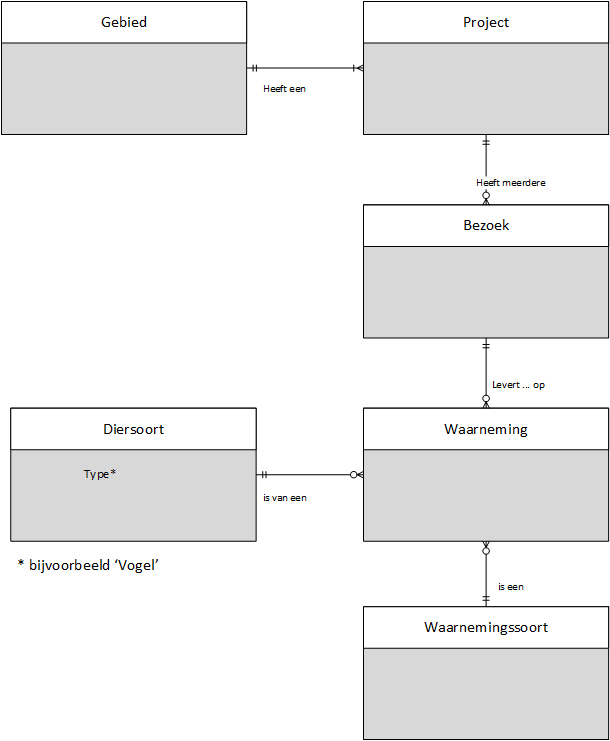 Gebied
Project
Heeft een
Heeft meerdere
Bezoek
Levert ... op
Diersoort
Waarneming
Type*
is van een
* bijvoorbeeld ‘Vogel’
is een
Waarnemingssoort